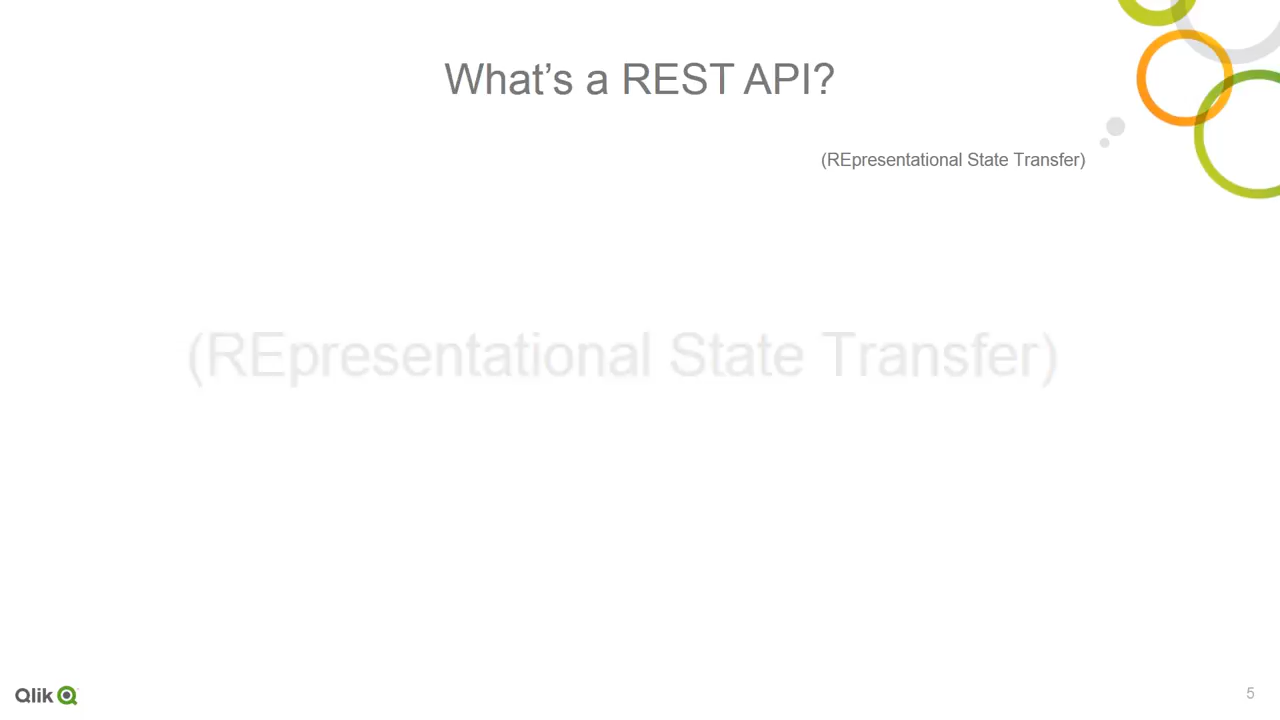 What’s a REST API?
(REpresentational State Transfer)
(REpresentational State Transfer)
Qlik
5